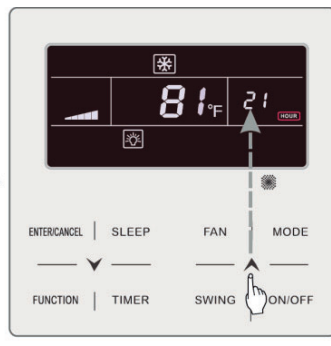 81°F
21
HOUR
ENTER/CANCEL SLEEP FAN MODE
FUNCTION TIMER SWING ON/OFF